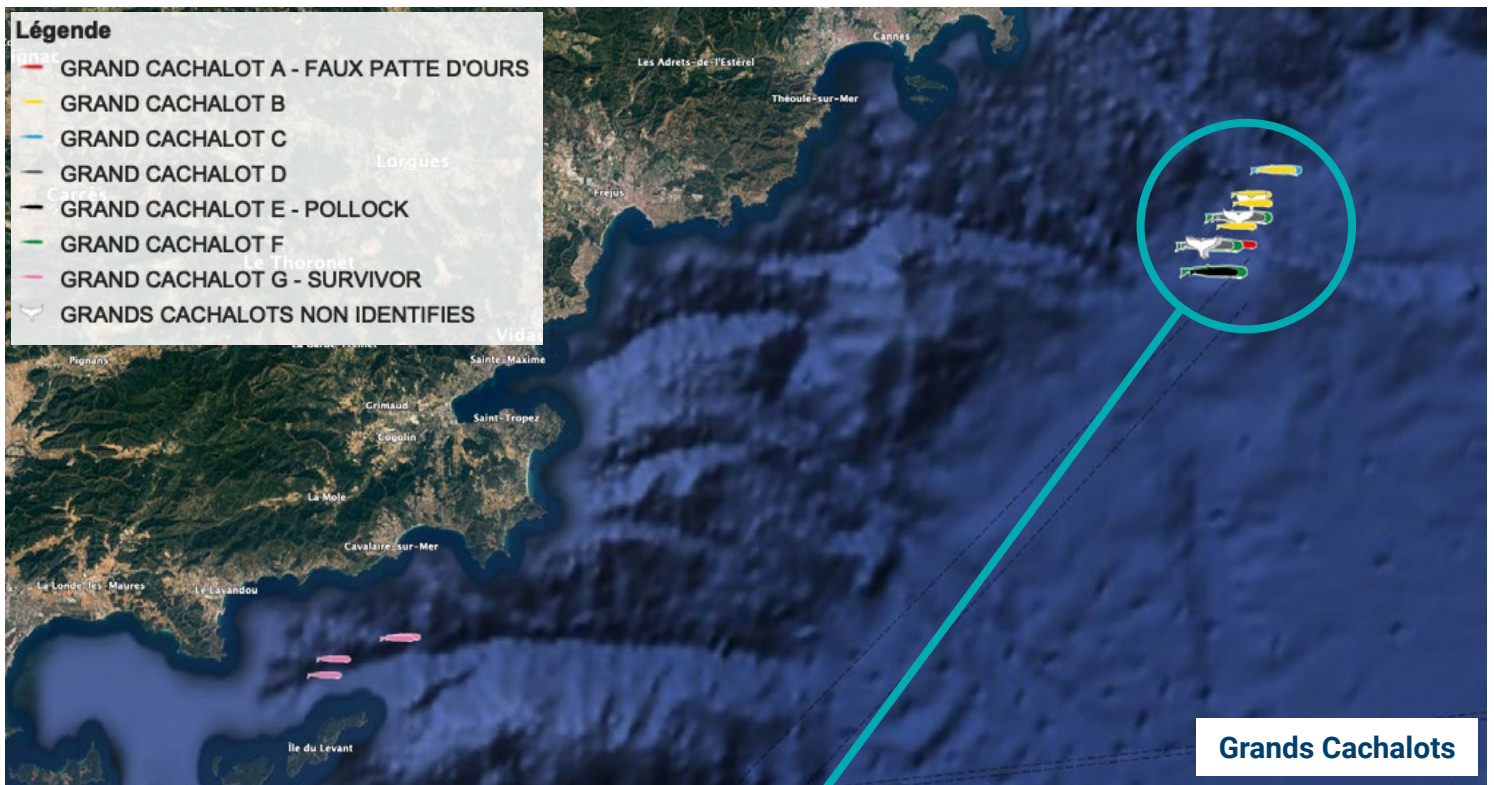 Légende
GRAND CACHALOT A - FAUX PATTE D'OURS
GRAND CACHALOT B
GRAND CACHALOT C
GRAND CACHALOT D
GRAND CACHALOT E - POLLOCK
GRAND CACHALOT F
GRAND CACHALOT G - SURVIVOR
GRANDS CACHALOTS NON IDENTIFIES
Lorgues
Carcès
Le Thoronet
Cannes
Les Adrets-de-l'Estérel
Théoule-sur-Mer
Fréjus
Pignans
Sainte-Maxime
Grimaud
Saint-Tropez
Cogolin
La Mole
Cavalaire-sur-Mer
La Londe-les-Maures
Le Lavandou
Île du Levant
Grands Cachalots